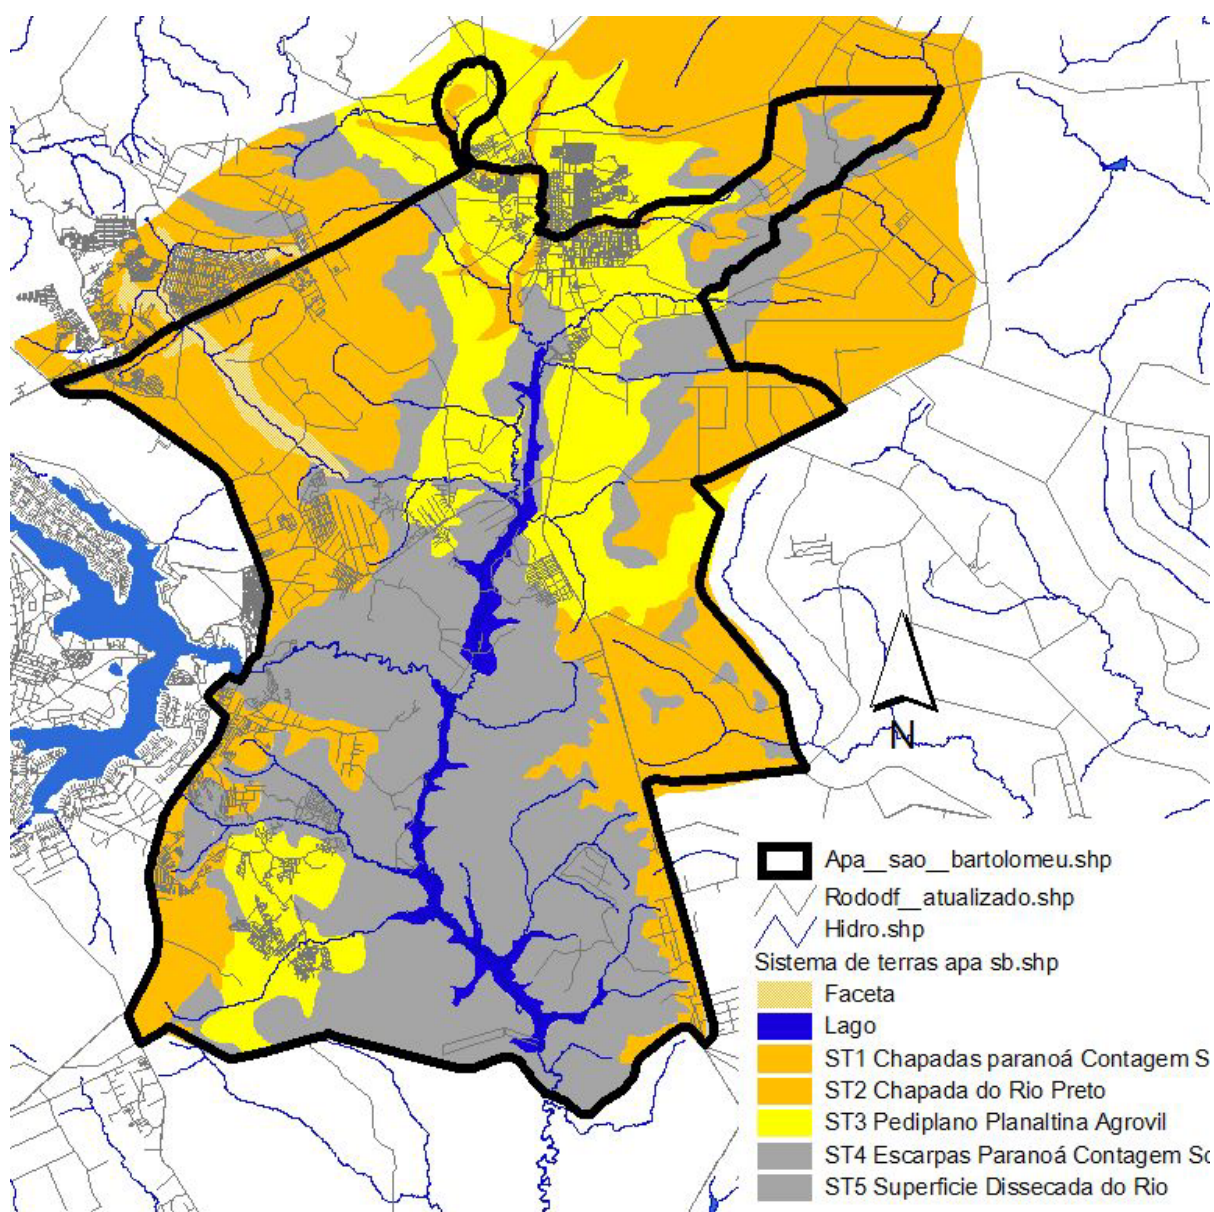 N
Apa__sao__bartolomeu.shp
Rododf__atualizado.shp
Hidro.shp
Sistema de terras apa sb.shp
Faceta
Lago
ST1 Chapadas paranoá Contagem S
ST2 Chapada do Rio Preto
ST3 Pediplano Planaltina Agrovil
ST4 Escarpas Paranoá Contagem So
ST5 Superficie Dissecada do Rio